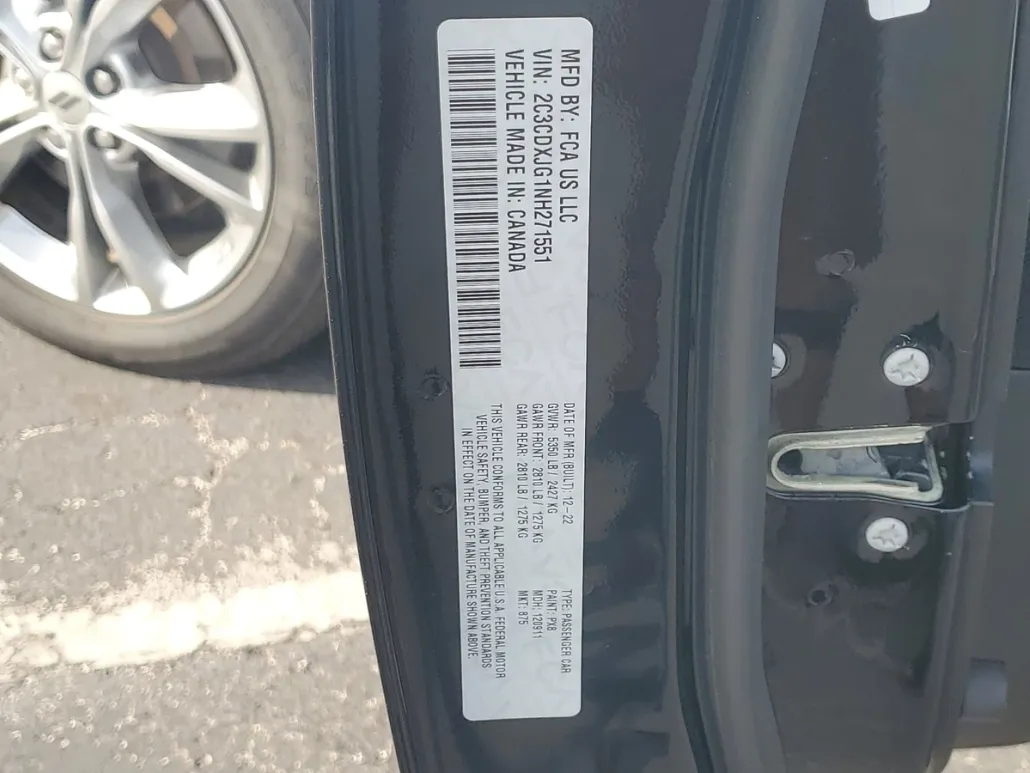 MFD BY: FCA US LLC
VIN: 2C3CDXJG1NH271551
VEHICLE MADE IN: CANADA
DATE OF MFR (BUILT): 12-22
GVWR: 5350 LB / 2427 KG
GAWR FRONT: 2810 LB / 1275 KG
GAWR REAR: 2810 LB / 1275 KG
TYPE: PASSENGER CAR
PAINT: PX8
MDH: 120911
MKT: 875
THIS VEHICLE CONFORMS TO ALL APPLICABLE U.S.A. FEDERAL MOTOR
VEHICLE SAFETY, BUMPER, AND THEFT PREVENTION STANDARDS
IN EFFECT ON THE DATE OF MANUFACTURE SHOWN ABOVE.